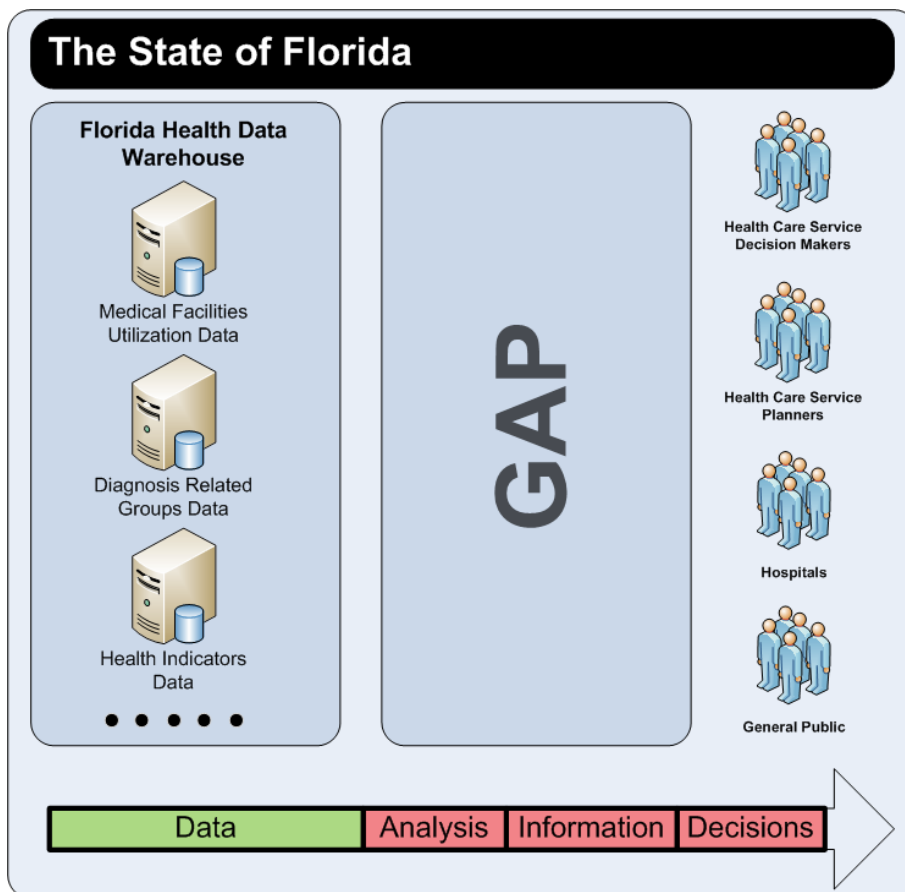 The State of Florida
Florida Health Data
Warehouse
Medical Facilities
Utilization Data
Diagnosis Related
Groups Data
Health Indicators
Data
GAP
Health Care Service
Decision Makers
Health Care Service
Planners
Hospitals
General Public
Data
Analysis
Information
Decisions